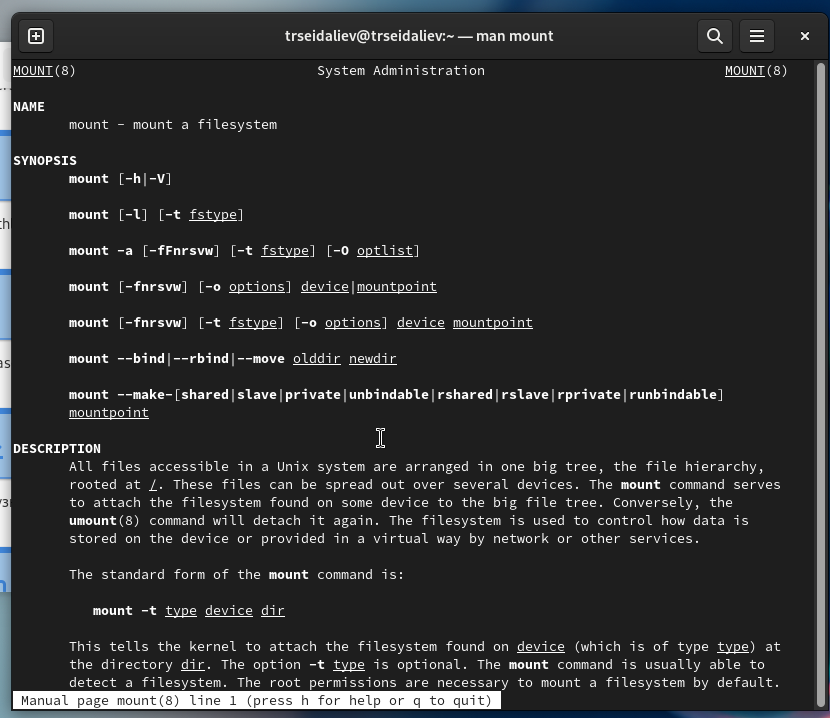 trseidaliev@trseidaliev:~ — man mount
MOUNT(8) System Administration MOUNT(8)
NAME
mount - mount a filesystem
SYNOPSIS
mount [-h|-V]
mount [-l] [-t fstype]
mount -a [-fFnrsvw] [-t fstype] [-O optlist]
mount [-fnrsvw] [-o options] device|mountpoint
mount [-fnrsvw] [-t fstype] [-o options] device mountpoint
mount --bind|--rbind|--move olddir newdir
mount --make-[shared|slave|private|unbindable|rshared|rslave|rprivate|runbindable]
mountpoint
DESCRIPTION
All files accessible in a Unix system are arranged in one big tree, the file hierarchy,
rooted at /. These files can be spread out over several devices. The mount command serves
to attach the filesystem found on some device to the big file tree. Conversely, the
umount(8) command will detach it again. The filesystem is used to control how data is
stored on the device or provided in a virtual way by network or other services.
The standard form of the mount command is:
mount -t type device dir
This tells the kernel to attach the filesystem found on device (which is of type type) at
the directory dir. The option -t type is optional. The mount command is usually able to
detect a filesystem. The root permissions are necessary to mount a filesystem by default.
Manual page mount(8) line 1 (press h for help or q to quit)